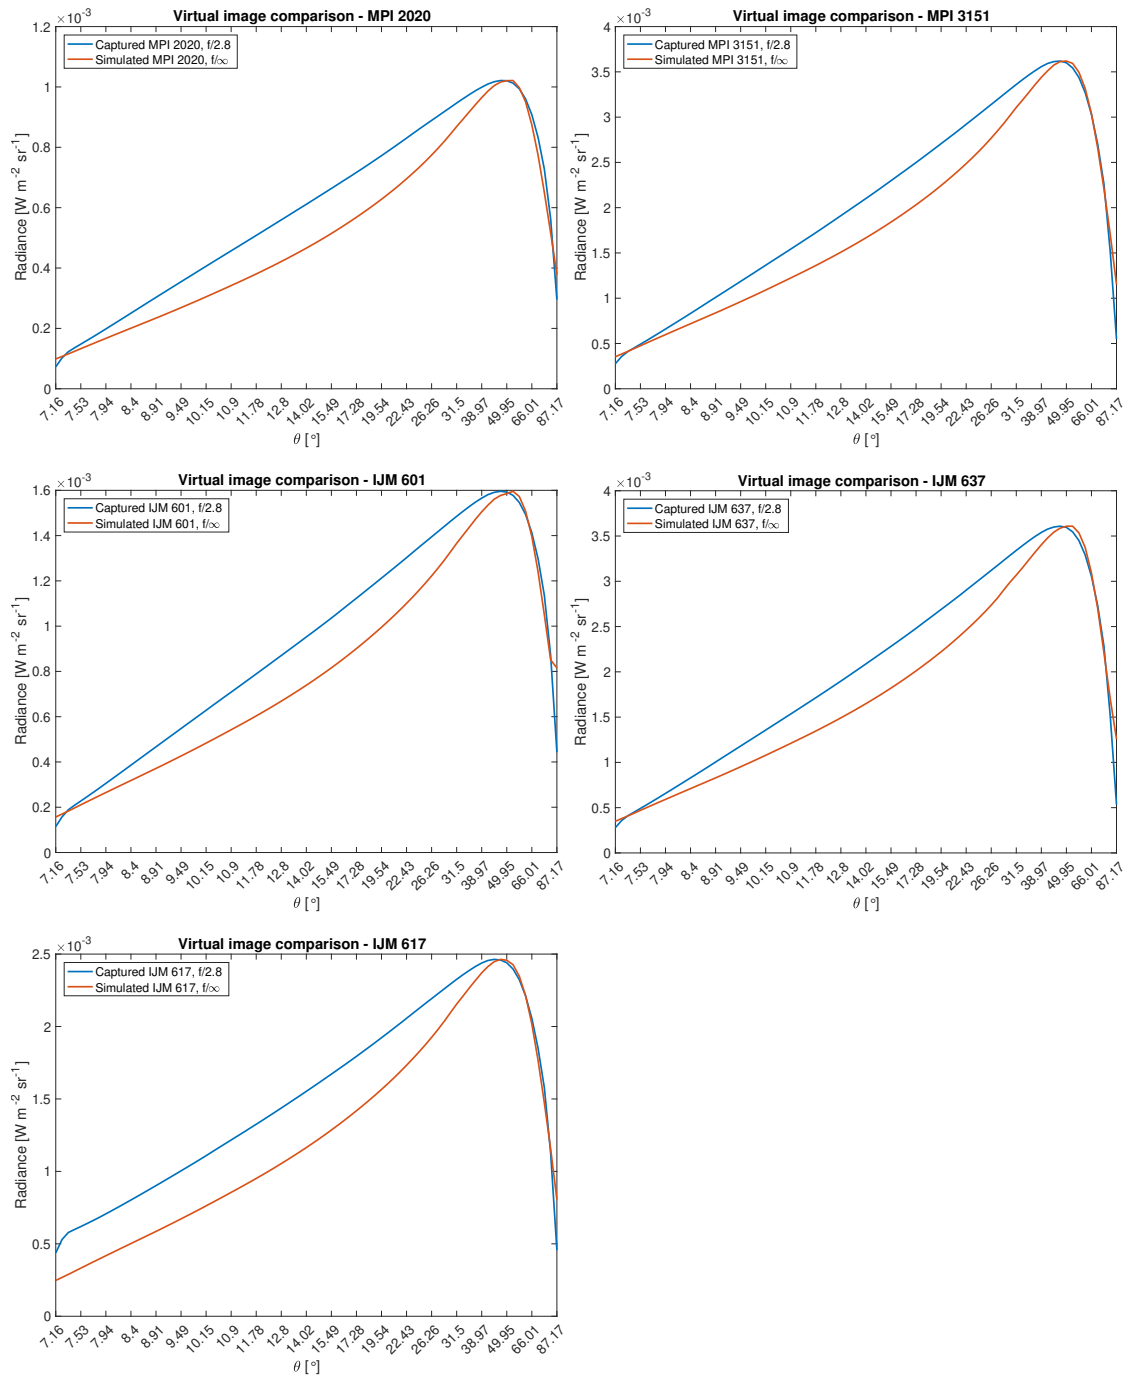 Virtual image comparison - MPI 2020
×10⁻³
Captured MPI 2020, f/2.8
Simulated MPI 2020, f/∞
Radiance [W m⁻² sr⁻¹]
1.2
1
0.8
0.6
0.4
0.2
0
7.16 7.53 7.94 8.4 8.91 9.49 10.15 10.9 11.78 12.8 14.02 15.49 17.28 19.54 22.43 26.26 31.5 38.97 49.95 66.01 87.17
θ [°]
Virtual image comparison - MPI 3151
×10⁻³
Captured MPI 3151, f/2.8
Simulated MPI 3151, f/∞
Radiance [W m⁻² sr⁻¹]
4
3.5
3
2.5
2
1.5
1
0.5
0
7.16 7.53 7.94 8.4 8.91 9.49 10.15 10.9 11.78 12.8 14.02 15.49 17.28 19.54 22.43 26.26 31.5 38.97 49.95 66.01 87.17
θ [°]
Virtual image comparison - IJM 601
×10⁻³
Captured IJM 601, f/2.8
Simulated IJM 601, f/∞
Radiance [W m⁻² sr⁻¹]
1.6
1.4
1.2
1
0.8
0.6
0.4
0.2
0
7.16 7.53 7.94 8.4 8.91 9.49 10.15 10.9 11.78 12.8 14.02 15.49 17.28 19.54 22.43 26.26 31.5 38.97 49.95 66.01 87.17
θ [°]
Virtual image comparison - IJM 637
×10⁻³
Captured IJM 637, f/2.8
Simulated IJM 637, f/∞
Radiance [W m⁻² sr⁻¹]
4
3.5
3
2.5
2
1.5
1
0.5
0
7.16 7.53 7.94 8.4 8.91 9.49 10.15 10.9 11.78 12.8 14.02 15.49 17.28 19.54 22.43 26.26 31.5 38.97 49.95 66.01 87.17
θ [°]
Virtual image comparison - IJM 617
×10⁻³
Captured IJM 617, f/2.8
Simulated IJM 617, f/∞
Radiance [W m⁻² sr⁻¹]
2.5
2
1.5
1
0.5
0
7.16 7.53 7.94 8.4 8.91 9.49 10.15 10.9 11.78 12.8 14.02 15.49 17.28 19.54 22.43 26.26 31.5 38.97 49.95 66.01 87.17
θ [°]